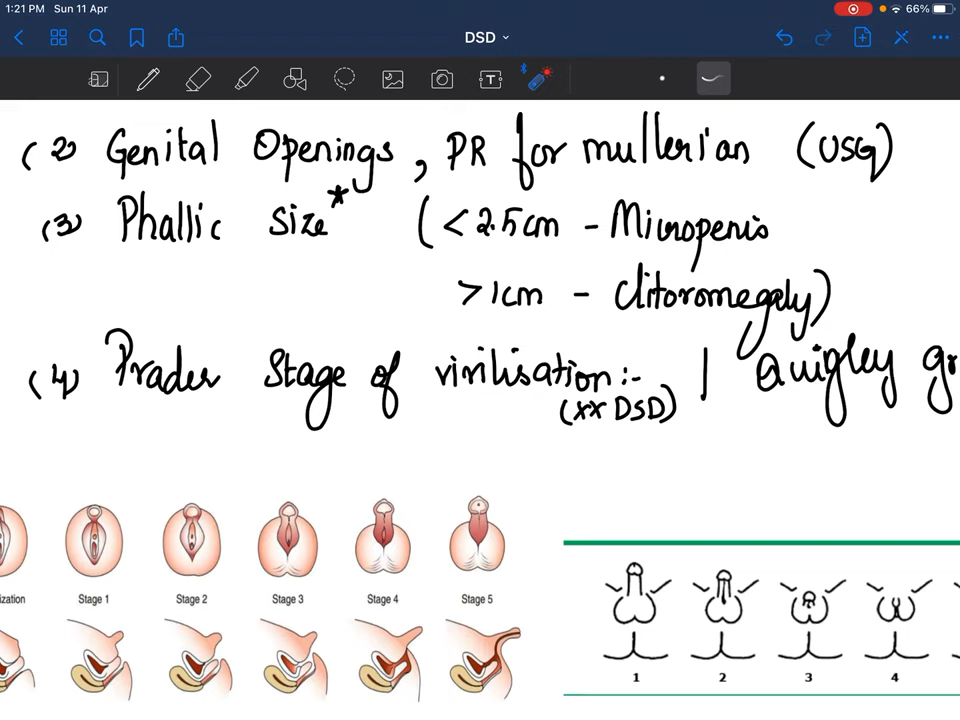 1:21 PM Sun 11 Apr 66%
DSD
T
(2) Genital Openings, PR for mullerian (USG)
(3) Phallic size* (<2.5cm - Micropenis
>1cm - clitoromegaly)
(4) Prader Stage of virilisation :- | Quigley gr
(XX DSD)
ization Stage 1 Stage 2 Stage 3 Stage 4 Stage 5
1 2 3 4